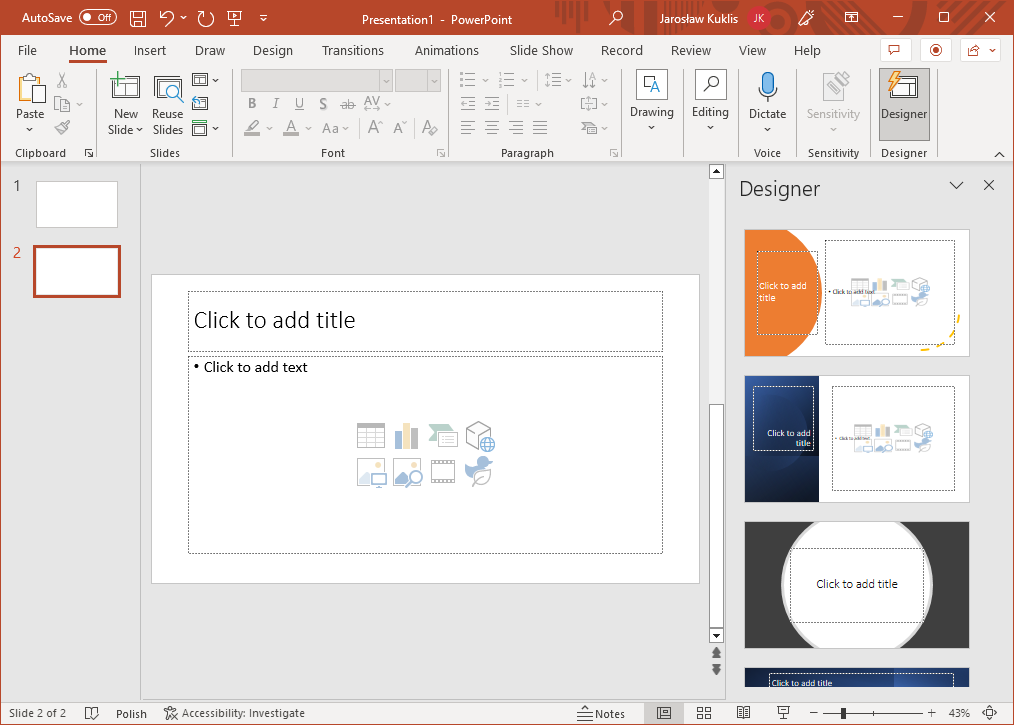 AutoSave Off Presentation1 - PowerPoint Jarosław Kuklis JK
File Home Insert Draw Design Transitions Animations Slide Show Record Review View Help
Paste
New Slide
Reuse Slides
B I U S ab AV
A Aa A A A
Drawing
Editing
Dictate
Sensitivity
Designer
Clipboard Slides Font Paragraph Voice Sensitivity Designer
1
2
Click to add title
• Click to add text
Designer
Click to add
title
• Click to add text
Click to add
title
• Click to add text
Click to add title
Click to add title
Slide 2 of 2 Polish Accessibility: Investigate Notes 43%